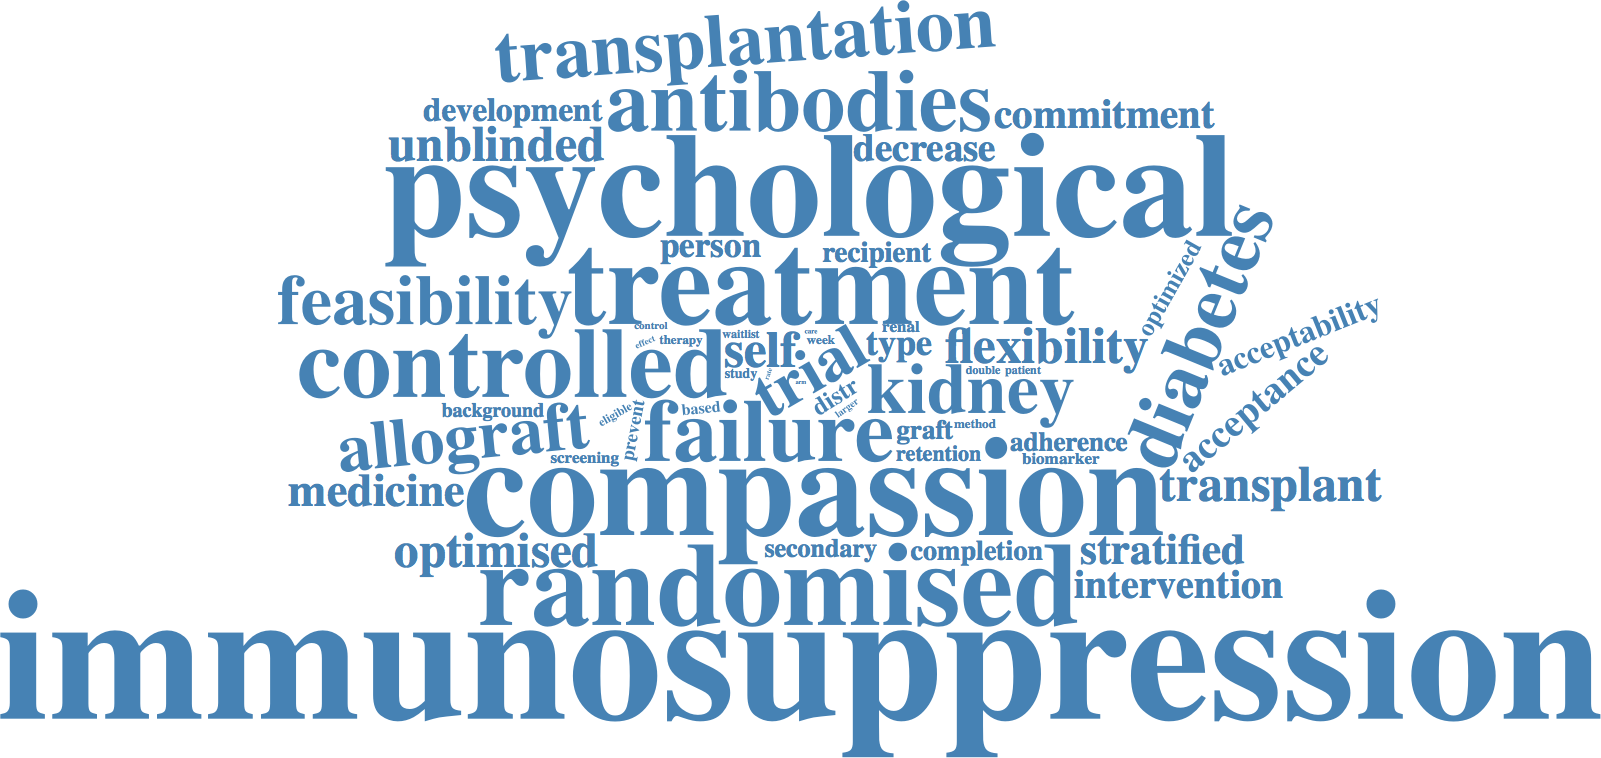 transplantation
development
antibodies
commitment
unblinded
decrease
psychological
person
recipient
optimized
diabetes
feasibility
treatment
acceptability
control
waitlist
care
renal
effect
therapy
self
week
trial
type
flexibility
controlled
study
rate
arm
double
patient
acceptance
kidney
distr
larger
background
eligible
prevent
based
failure
graft
method
allograft
adherence
screening
retention
biomarker
medicine
compassion
transplant
optimised
secondary
completion
stratified
randomised
intervention
immunosuppression